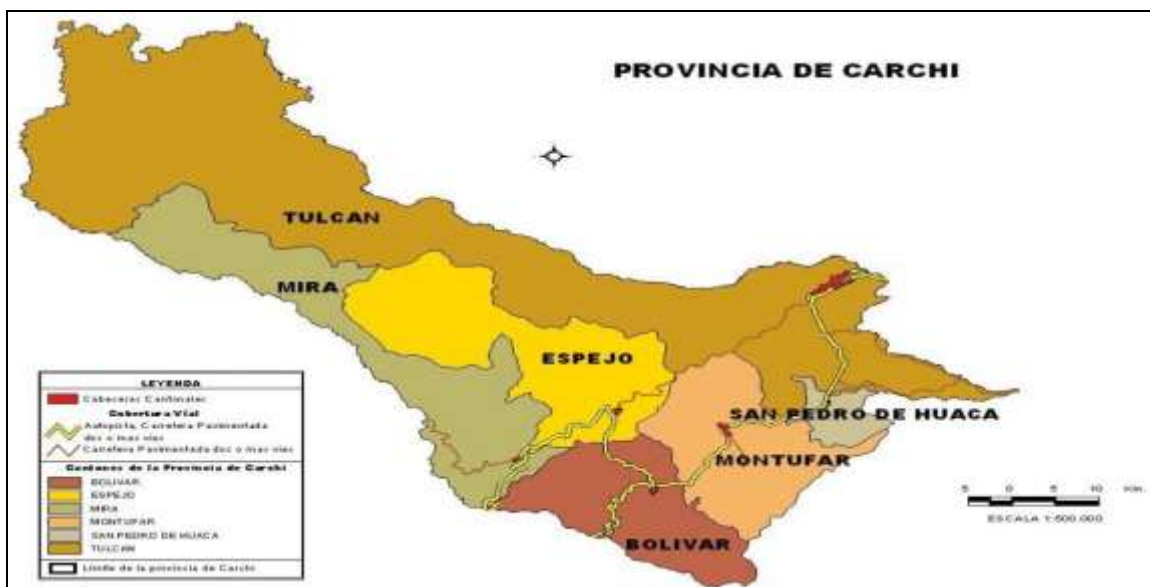 PROVINCIA DE CARCHI
TULCAN
MIRA
ESPEJO
SAN PEDRO DE HUACA
MONTUFAR
BOLIVAR
LEYENDA
Cabeceras Cantonales
Cobertura Vial
Autopista, Carretera Pavimentada
dos o mas vias
Carretera Pavimentada dos o mas vias
Cantones de la Provincia de Carchi
BOLIVAR
ESPEJO
MIRA
MONTUFAR
SAN PEDRO DE HUACA
TULCAN
Límite de la provincia de Carchi
5 0 5 10 Km.
ESCALA 1:500.000